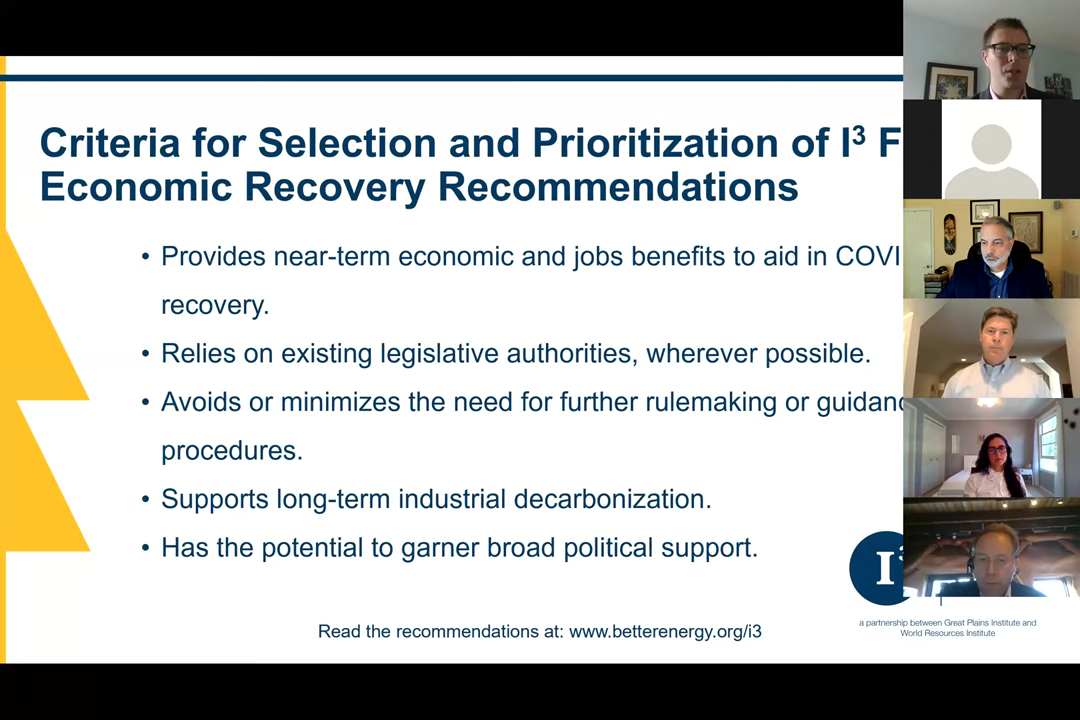 Criteria for Selection and Prioritization of I³ F
Economic Recovery Recommendations
• Provides near-term economic and jobs benefits to aid in COVI
recovery.
• Relies on existing legislative authorities, wherever possible.
• Avoids or minimizes the need for further rulemaking or guidanc
procedures.
• Supports long-term industrial decarbonization.
• Has the potential to garner broad political support.
I³
Read the recommendations at: www.betterenergy.org/i3
a partnership between Great Plains Institute and
World Resources Institute